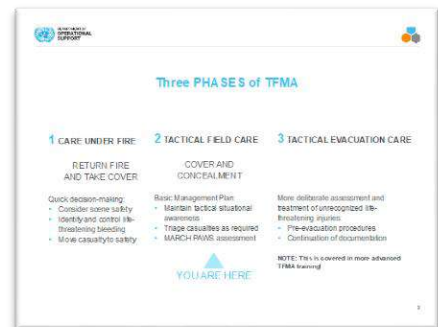 DEPARTMENT OF
OPERATIONAL
SUPPORT
Three PHASES of TFMA
1 CARE UNDER FIRE
RETURN FIRE
AND TAKE COVER
Quick decision-making:
• Consider scene safety
• Identify and control life-
threatening bleeding
• Move casualty to safety
2 TACTICAL FIELD CARE
COVER AND
CONCEALMENT
Basic Management Plan:
• Maintain tactical situational
awareness
• Triage casualties as required
• MARCH PAWS assessment
YOU ARE HERE
3 TACTICAL EVACUATION CARE
More deliberate assessment and
treatment of unrecognized life-
threatening injuries
• Pre-evacuation procedures
• Continuation of documentation
NOTE: This is covered in more advanced
TFMA training!